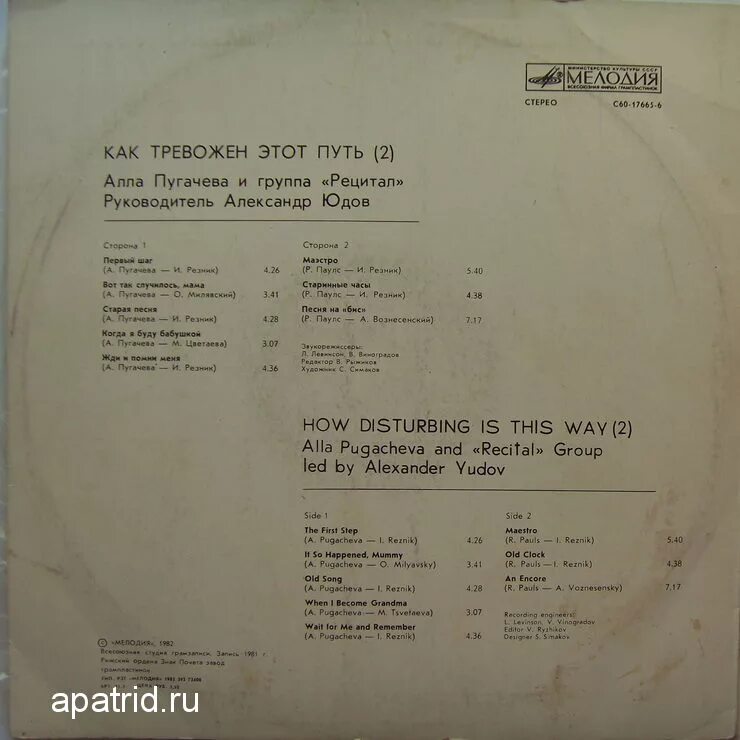 МИНИСТЕРСТВО КУЛЬТУРЫ СССР
МЕЛОДИЯ
ВСЕСОЮЗНАЯ ФИРМА ГРАМПЛАСТИНОК
СТЕРЕО С60-17665-6
КАК ТРЕВОЖЕН ЭТОТ ПУТЬ (2)
Алла Пугачева и группа «Рецитал»
Руководитель Александр Юдов
Сторона 1
Первый шаг
(А. Пугачева — И. Резник) 4.26
Вот так случилось, мама
(А. Пугачева — О. Милявский) 3.41
Старая песня
(А. Пугачева — И. Резник) 4.28
Когда я буду бабушкой
(А. Пугачева — М. Цветаева) 3.07
Жди и помни меня
(А. Пугачева — И. Резник) 4.36
Сторона 2
Маэстро
(Р. Паулс — И. Резник) 5.40
Старинные часы
(Р. Паулс — И. Резник) 4.38
Песня на «бис»
(Р. Паулс — А. Вознесенский) 7.17
Звукорежиссеры:
Л. Левинсон, В. Виноградов
Редактор В. Рыжиков
Художник С. Симаков
HOW DISTURBING IS THIS WAY (2)
Alla Pugacheva and «Recital» Group
led by Alexander Yudov
Side 1
The First Step
(A. Pugacheva — I. Reznik) 4.26
It So Happened, Mummy
(A. Pugacheva — O. Milyavsky) 3.41
Old Song
(A. Pugacheva — I. Reznik) 4.28
When I Become Grandma
(A. Pugacheva — M. Tsvetaeva) 3.07
Wait for Me and Remember
(A. Pugacheva — I. Reznik) 4.36
Side 2
Maestro
(R. Pauls — I. Reznik) 5.40
Old Clock
(R. Pauls — I. Reznik) 4.38
An Encore
(R. Pauls — A. Voznesensky) 7.17
Recording engineers:
L. Levinson, V. Vinogradov
Editor V. Ryzhikov
Designer S. Simakov
© «МЕЛОДИЯ», 1982
Всесоюзная студия грамзаписи. Запись 1981 г.
Рижский ордена Знак Почета завод
грампластинок
apatrid.ru